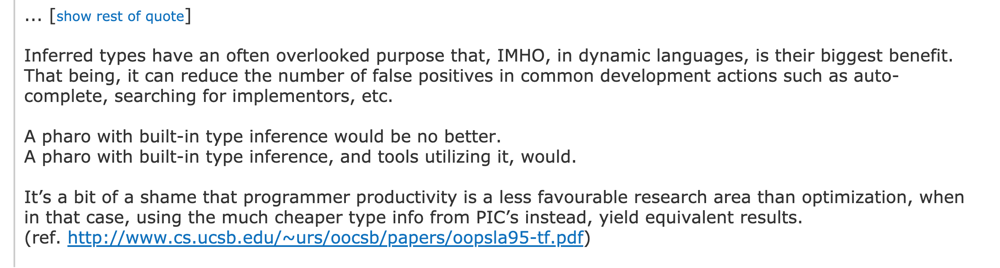 ... [show rest of quote]
Inferred types have an often overlooked purpose that, IMHO, in dynamic languages, is their biggest benefit.
That being, it can reduce the number of false positives in common development actions such as auto-
complete, searching for implementors, etc.
A pharo with built-in type inference would be no better.
A pharo with built-in type inference, and tools utilizing it, would.
It’s a bit of a shame that programmer productivity is a less favourable research area than optimization, when
in that case, using the much cheaper type info from PIC’s instead, yield equivalent results.
(ref. http://www.cs.ucsb.edu/~urs/oocsb/papers/oopsla95-tf.pdf)